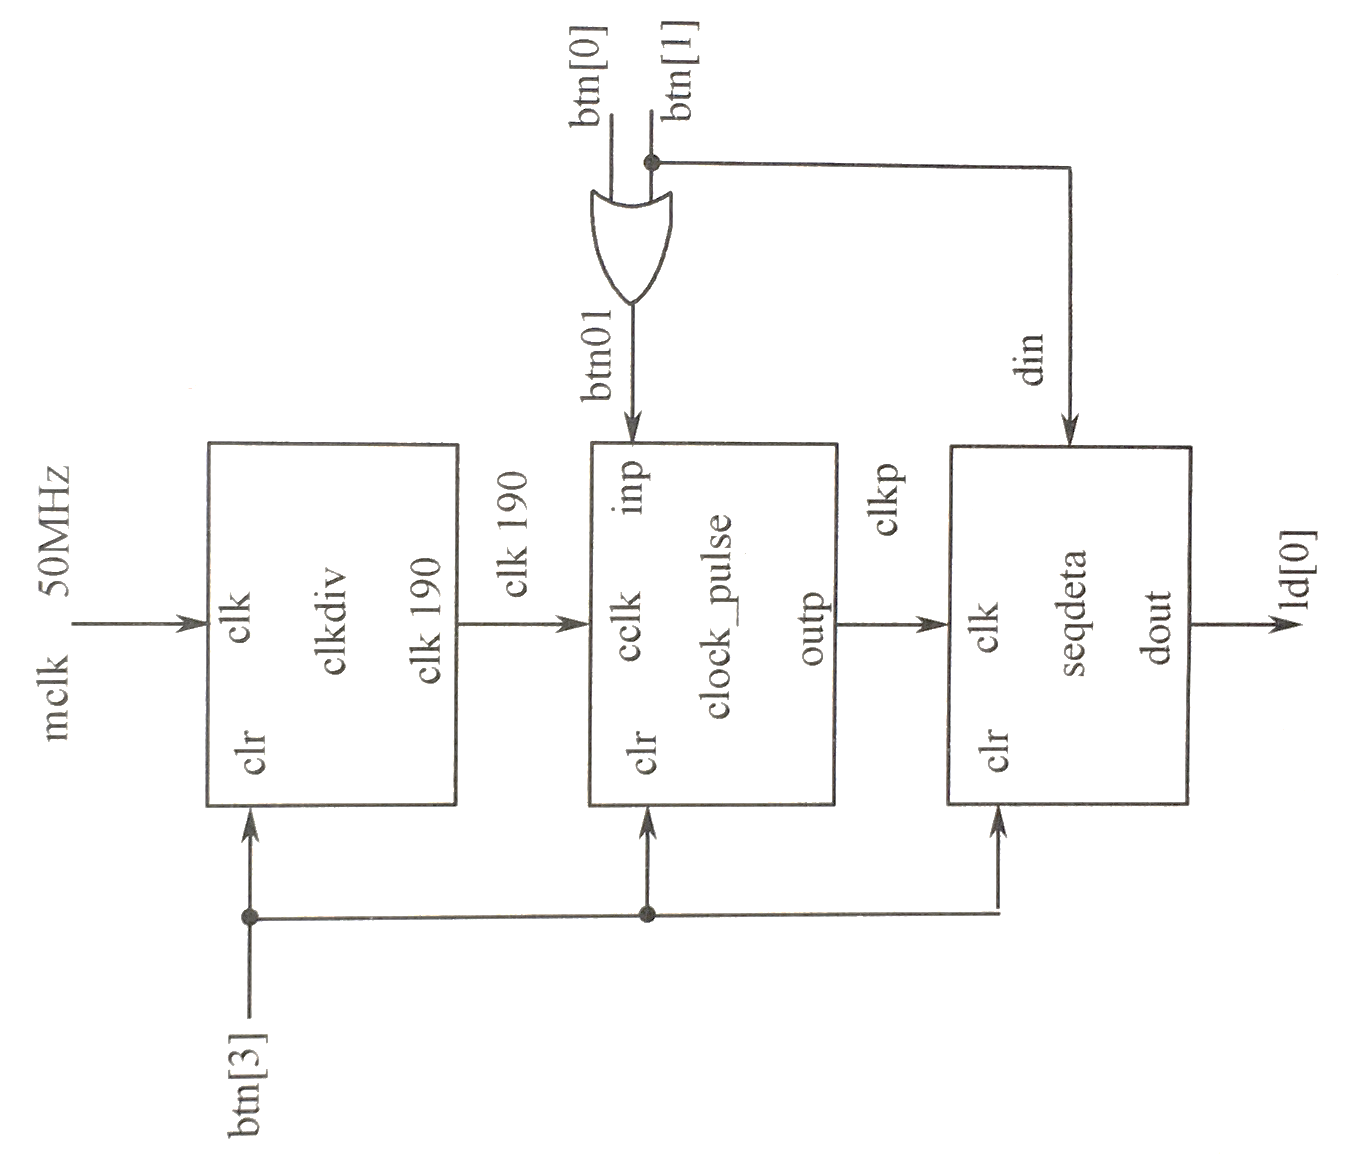 mclk 50MHz
clr
clk
clkdiv
clk 190
clk 190
btn[3]
btn[0]
btn[1]
btn01
clr
cclk
inp
clock_pulse
outp
clkp
din
clr
clk
seqdeta
dout
ld[0]